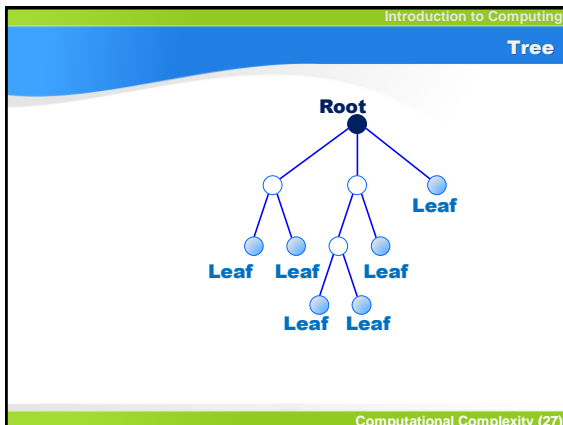 Introduction to Computing
Tree
Root
Leaf
Leaf Leaf Leaf
Leaf Leaf
Computational Complexity (27)